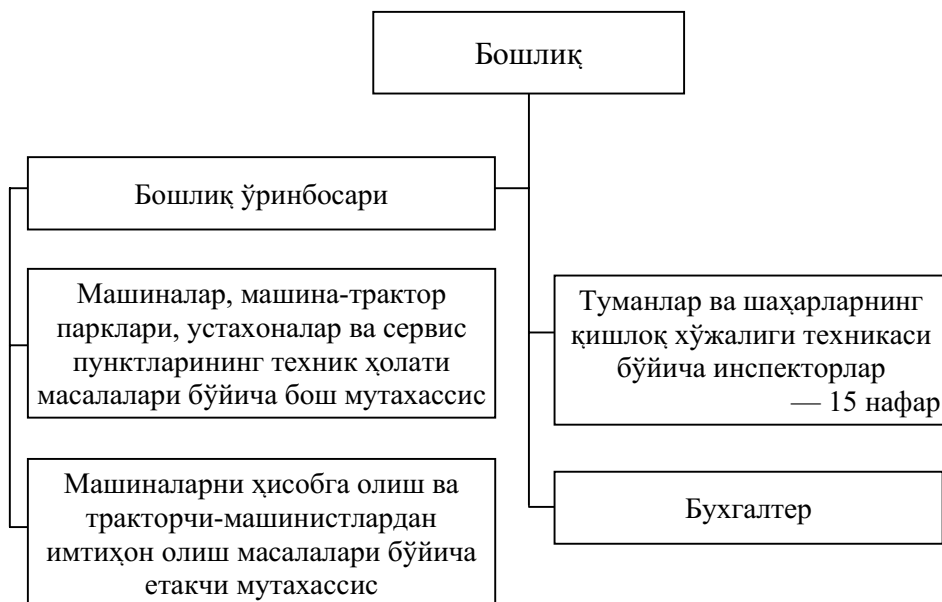 Бошлиқ
Бошлиқ ўринбосари
Машиналар, машина-трактор
парклари, устахоналар ва сервис
пунктларининг техник ҳолати
масалалари бўйича бош мутахассис
Машиналарни ҳисобга олиш ва
тракторчи-машинистлардан
имтиҳон олиш масалалари бўйича
етакчи мутахассис
Туманлар ва шаҳарларнинг
қишлоқ хўжалиги техникаси
бўйича инспекторлар
— 15 нафар
Бухгалтер